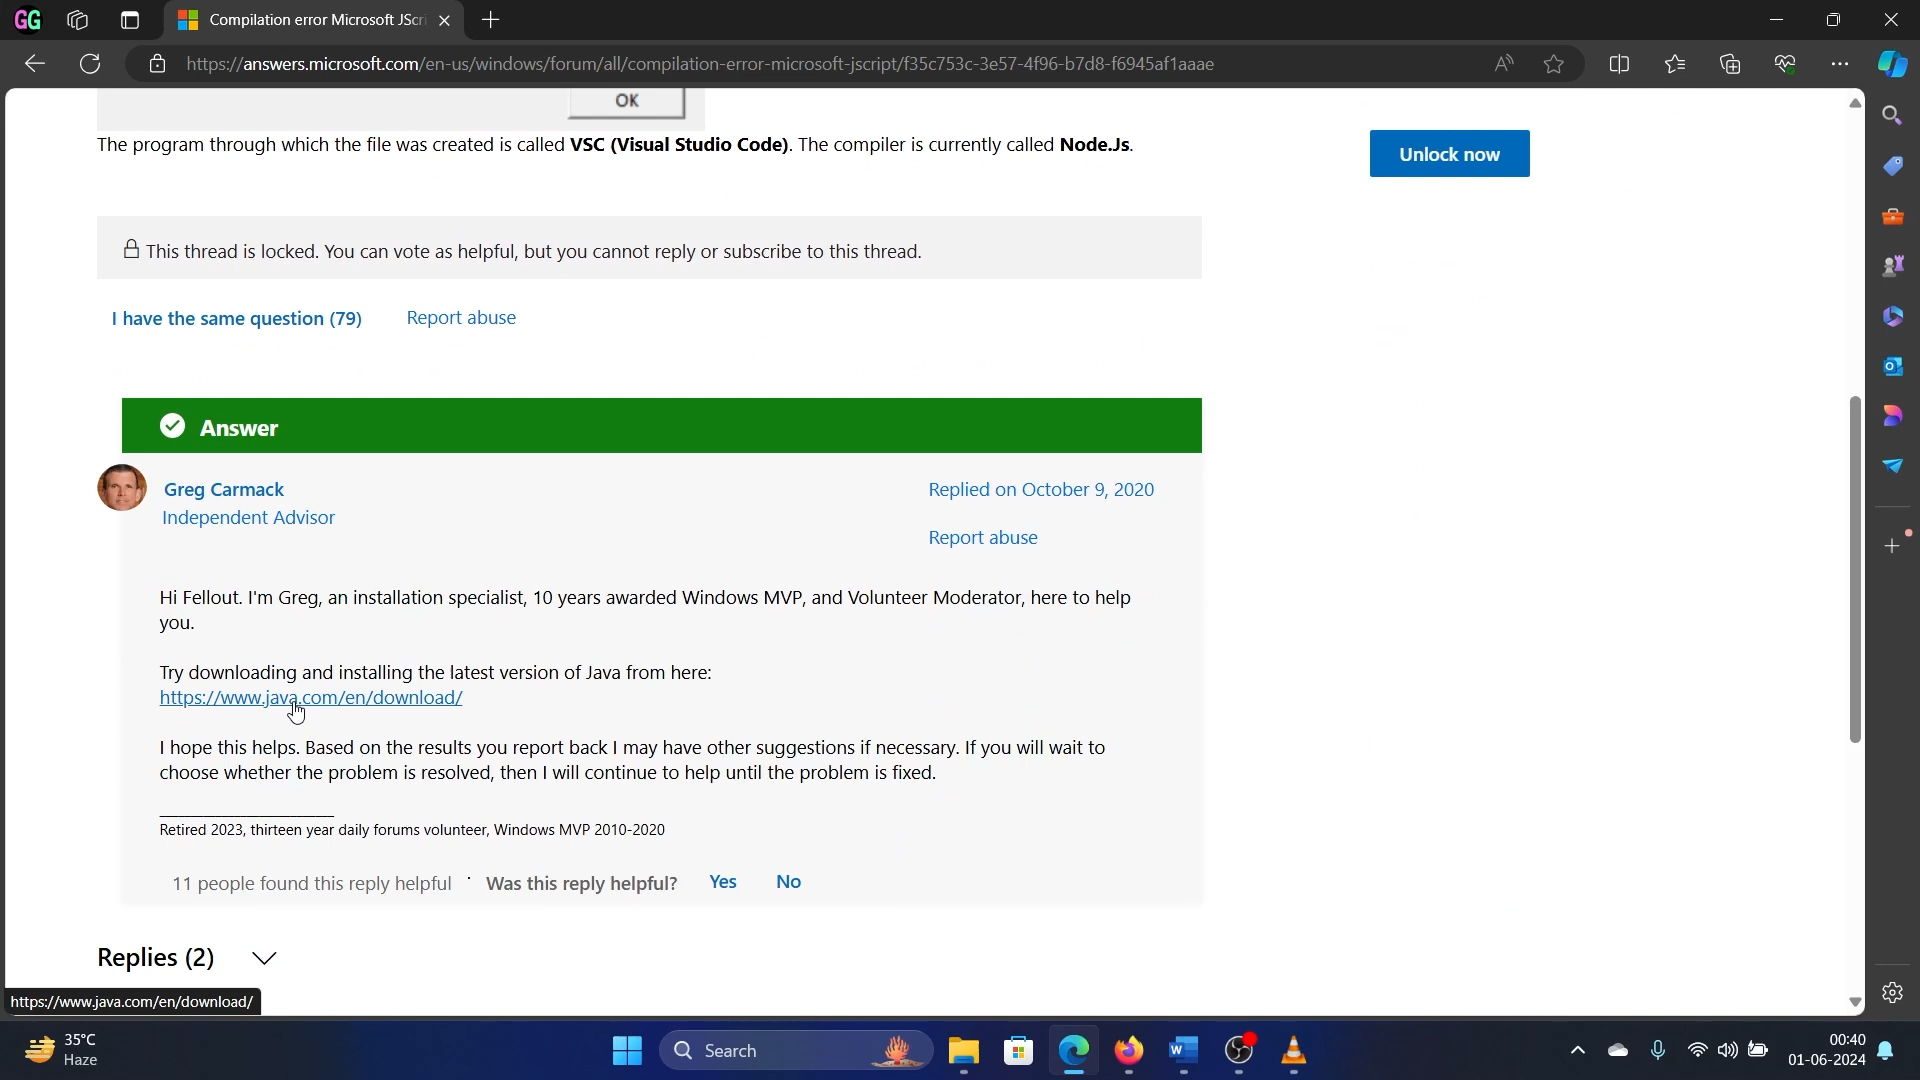 GG
Compilation error Microsoft JScri
https://answers.microsoft.com/en-us/windows/forum/all/compilation-error-microsoft-jscript/f35c753c-3e57-4f96-b7d8-f6945af1aaae
OK
The program through which the file was created is called VSC (Visual Studio Code). The compiler is currently called Node.Js.
Unlock now
This thread is locked. You can vote as helpful, but you cannot reply or subscribe to this thread.
I have the same question (79) Report abuse
Answer
Greg Carmack
Replied on October 9, 2020
Independent Advisor
Report abuse
Hi Fellout. I'm Greg, an installation specialist, 10 years awarded Windows MVP, and Volunteer Moderator, here to help
you.
Try downloading and installing the latest version of Java from here:
https://www.java.com/en/download/
I hope this helps. Based on the results you report back I may have other suggestions if necessary. If you will wait to
choose whether the problem is resolved, then I will continue to help until the problem is fixed.
Retired 2023, thirteen year daily forums volunteer, Windows MVP 2010-2020
11 people found this reply helpful · Was this reply helpful? Yes No
Replies (2)
https://www.java.com/en/download/
35°C
Haze
Search
00:40
01-06-2024